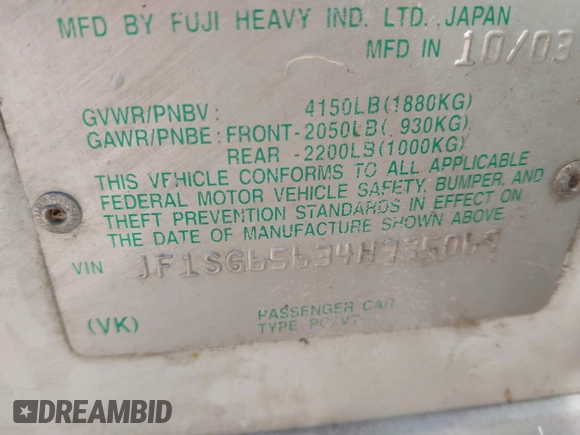 MFD BY FUJI HEAVY IND. LTD. JAPAN
MFD IN 10/03
GVWR/PNBV: 4150LB(1880KG)
GAWR/PNBE: FRONT-2050LB( 930KG)
REAR -2200LB(1000KG)
THIS VEHICLE CONFORMS TO ALL APPLICABLE
FEDERAL MOTOR VEHICLE SAFETY, BUMPER, AND
THEFT PREVENTION STANDARDS IN EFFECT ON
THE DATE OF MANUFACTURE SHOWN ABOVE
VIN
PASSENGER CAR
(VK) TYPE
DREAMBID